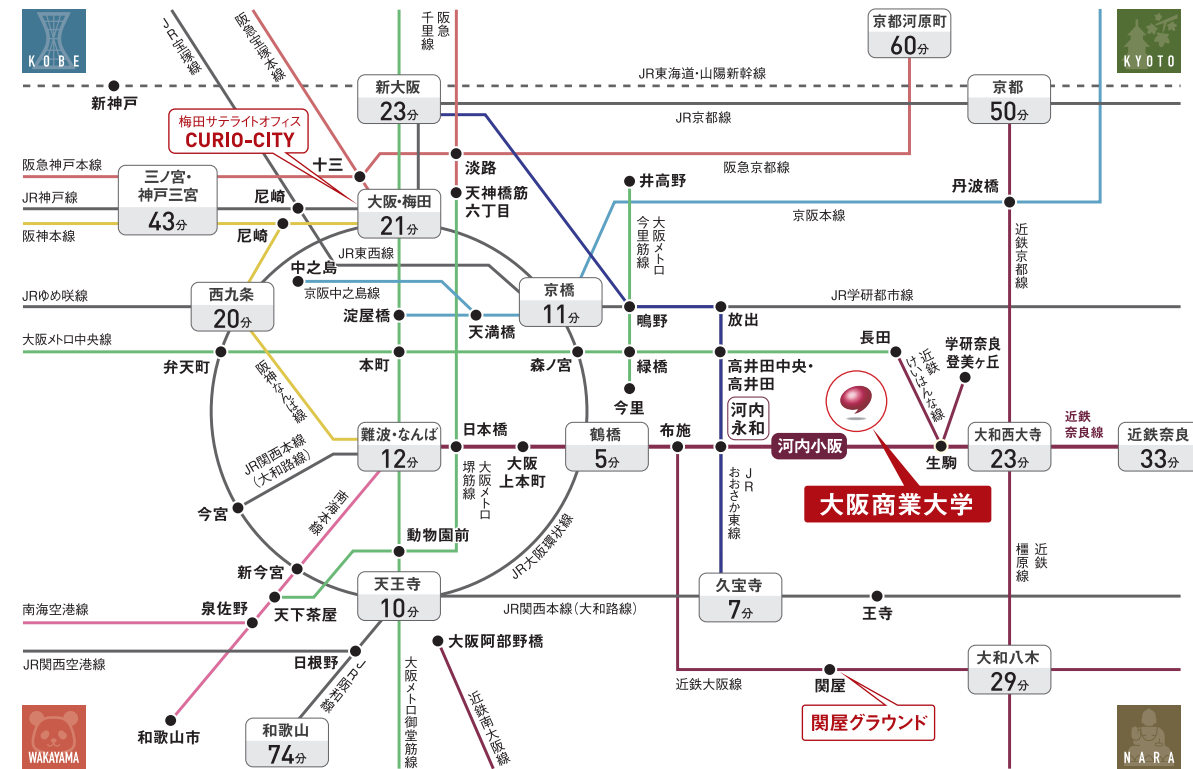 KOBE
JR宝塚線
阪急宝塚本線
阪急
千里線
京都河原町
60分
KYOTO
新神戸
新大阪
23分
JR東海道・山陽新幹線
京都
50分
JR京都線
梅田サテライトオフィス
CURIO-CITY
十三
淡路
阪急京都線
阪急神戸本線
三ノ宮・
神戸三宮
43分
JR神戸線
尼崎
大阪・梅田
21分
天神橋筋
六丁目
井高野
丹波橋
京阪本線
阪神本線
尼崎
JR東西線
大阪メトロ
今里筋線
近鉄京都線
中之島
京阪中之島線
JRゆめ咲線
西九条
20分
淀屋橋
天満橋
京橋
11分
鴫野
放出
JR学研都市線
大阪メトロ中央線
弁天町
本町
森ノ宮
緑橋
高井田中央・
高井田
長田
学研奈良
登美ヶ丘
近鉄
けいはんな線
阪神なんば線
今里
河内
永和
河内小阪
難波・なんば
12分
日本橋
大阪
上本町
鶴橋
5分
布施
生駒
大和西大寺
23分
近鉄
奈良線
近鉄奈良
33分
JR関西本線
(大和路線)
大阪メトロ
堺筋線
JR
おおさか東線
大阪商業大学
今宮
南海本線
動物園前
JR大阪環状線
近鉄
橿原線
新今宮
天王寺
10分
久宝寺
7分
JR関西本線(大和路線)
王寺
南海空港線
泉佐野
天下茶屋
大阪阿部野橋
JR関西空港線
日根野
JR阪和線
大阪メトロ御堂筋線
近鉄南大阪線
近鉄大阪線
関屋
大和八木
29分
関屋グラウンド
WAKAYAMA
和歌山市
和歌山
74分
NARA